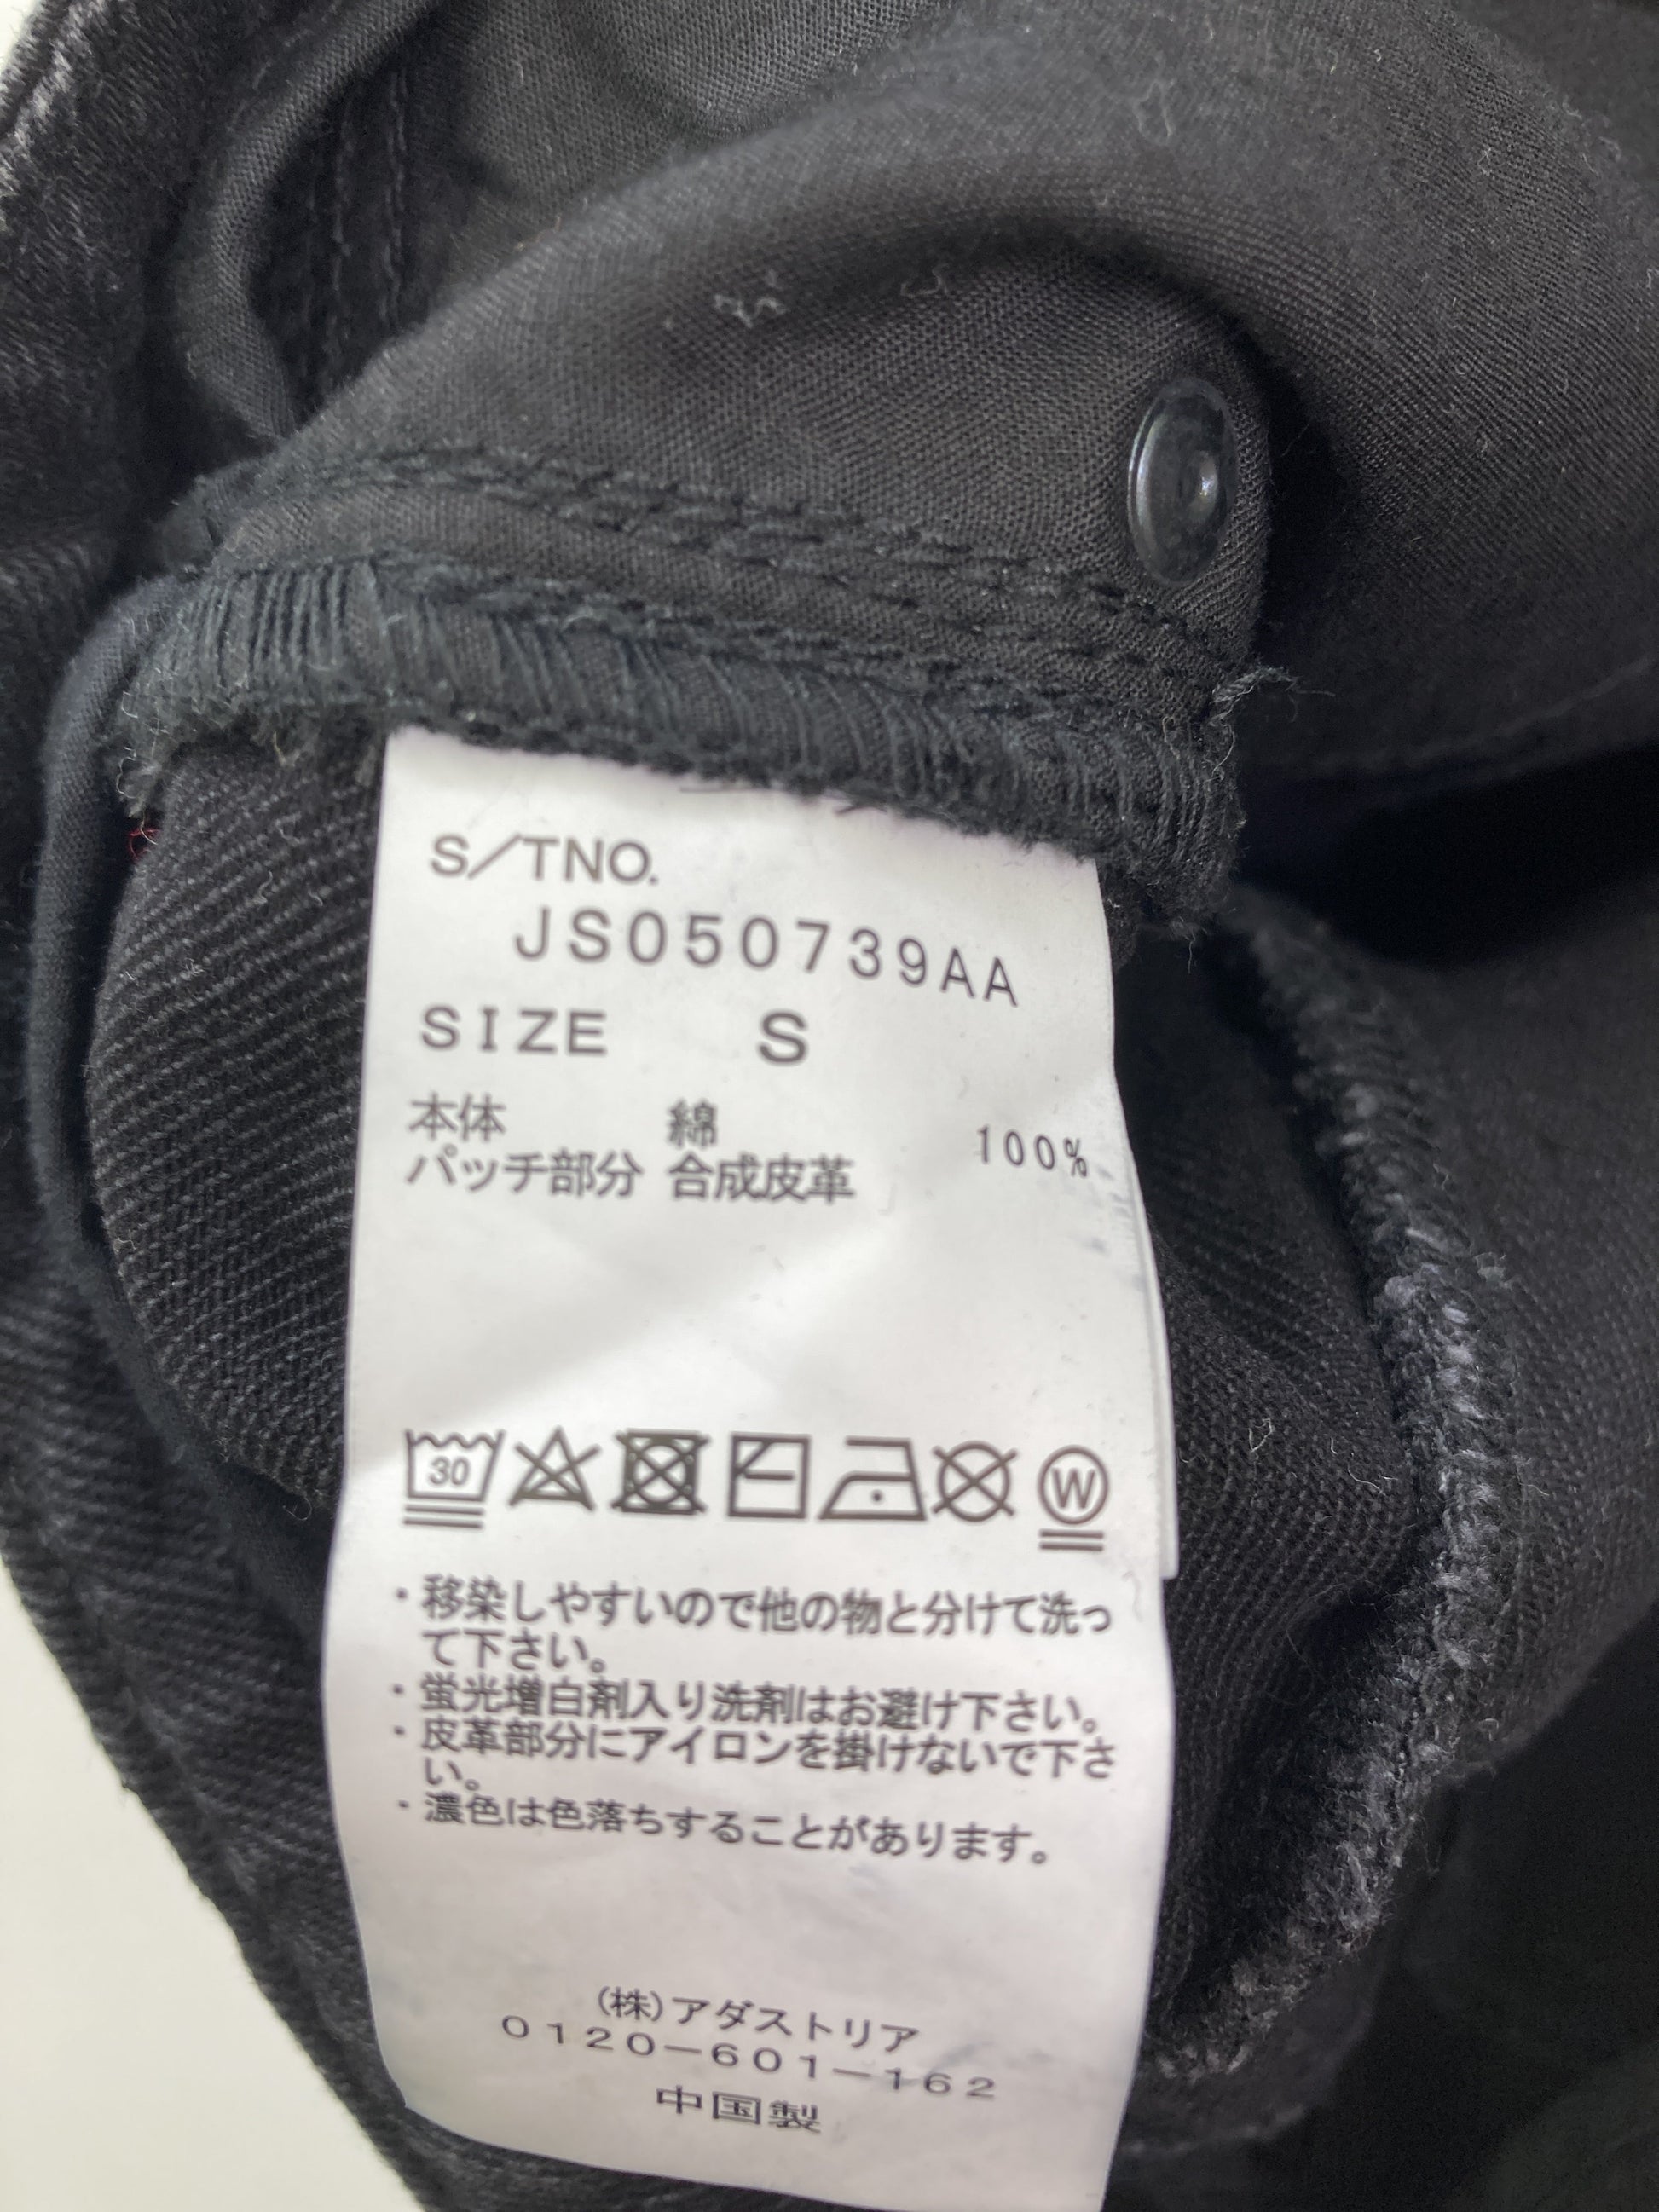 S/TNO.
JS050739AA
SIZE S
本体 綿 100%
パッチ部分 合成皮革
30
W
・移染しやすいので他の物と分けて洗っ
て下さい。
・蛍光増白剤入り洗剤はお避け下さい。
・皮革部分にアイロンを掛けないで下さ
い。
・濃色は色落ちすることがあります。
(株)アダストリア
0120－601－162
中国製